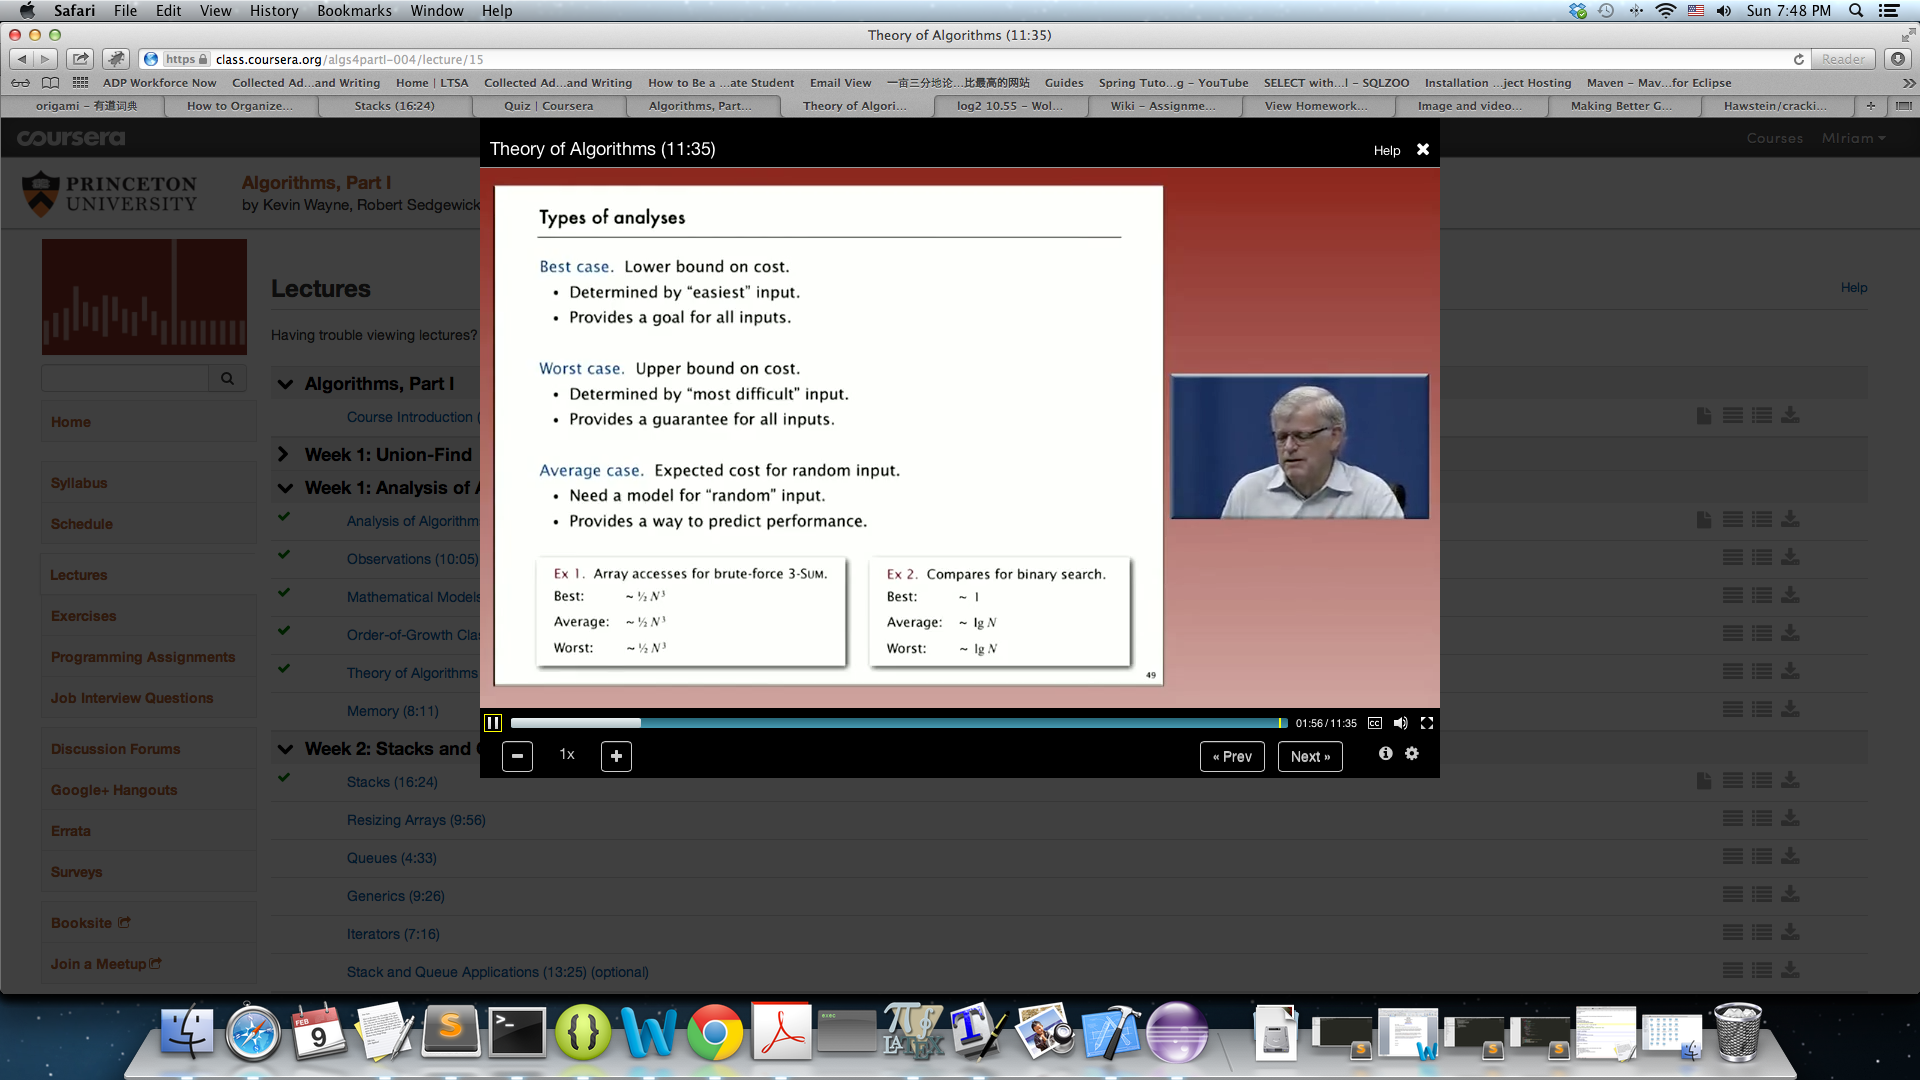 Safari File Edit View History Bookmarks Window Help Sun 7:48 PM
Theory of Algorithms (11:35)
https class.coursera.org/algs4partI-004/lecture/15 Reader
ADP Workforce Now Collected Ad...and Writing Home | LTSA Collected Ad...and Writing How to Be a ...ate Student Email View 一亩三分地论...比最高的网站 Guides Spring Tuto...g – YouTube SELECT with...l – SQLZOO Installation ...ject Hosting Maven – Mav...for Eclipse
origami – 有道词典 How to Organize... Stacks (16:24) Quiz | Coursera Algorithms, Part... Theory of Algori... log2 10.55 – Wol... Wiki – Assignme... View Homework... Image and video... Making Better G... Hawstein/cracki...
coursera Courses MIriam
Theory of Algorithms (11:35) Help
PRINCETON UNIVERSITY
Algorithms, Part I
by Kevin Wayne, Robert Sedgewick
Types of analyses
Best case. Lower bound on cost.
• Determined by “easiest” input.
• Provides a goal for all inputs.
Worst case. Upper bound on cost.
• Determined by “most difficult” input.
• Provides a guarantee for all inputs.
Average case. Expected cost for random input.
• Need a model for “random” input.
• Provides a way to predict performance.
Ex 1. Array accesses for brute-force 3-SUM.
Best: ~ ½ N³
Average: ~ ½ N³
Worst: ~ ½ N³
Ex 2. Compares for binary search.
Best: ~ 1
Average: ~ lg N
Worst: ~ lg N
49
01:56/11:35 CC
1x
« Prev Next »
Lectures Help
Having trouble viewing lectures?
Algorithms, Part I
Course Introduction (
Week 1: Union-Find
Week 1: Analysis of A
Analysis of Algorithm
Observations (10:05)
Mathematical Models
Order-of-Growth Cla
Theory of Algorithms
Memory (8:11)
Week 2: Stacks and
Stacks (16:24)
Resizing Arrays (9:56)
Queues (4:33)
Generics (9:26)
Iterators (7:16)
Stack and Queue Applications (13:25) (optional)
Home
Syllabus
Schedule
Lectures
Exercises
Programming Assignments
Job Interview Questions
Discussion Forums
Google+ Hangouts
Errata
Surveys
Booksite
Join a Meetup
FEB
9
exec